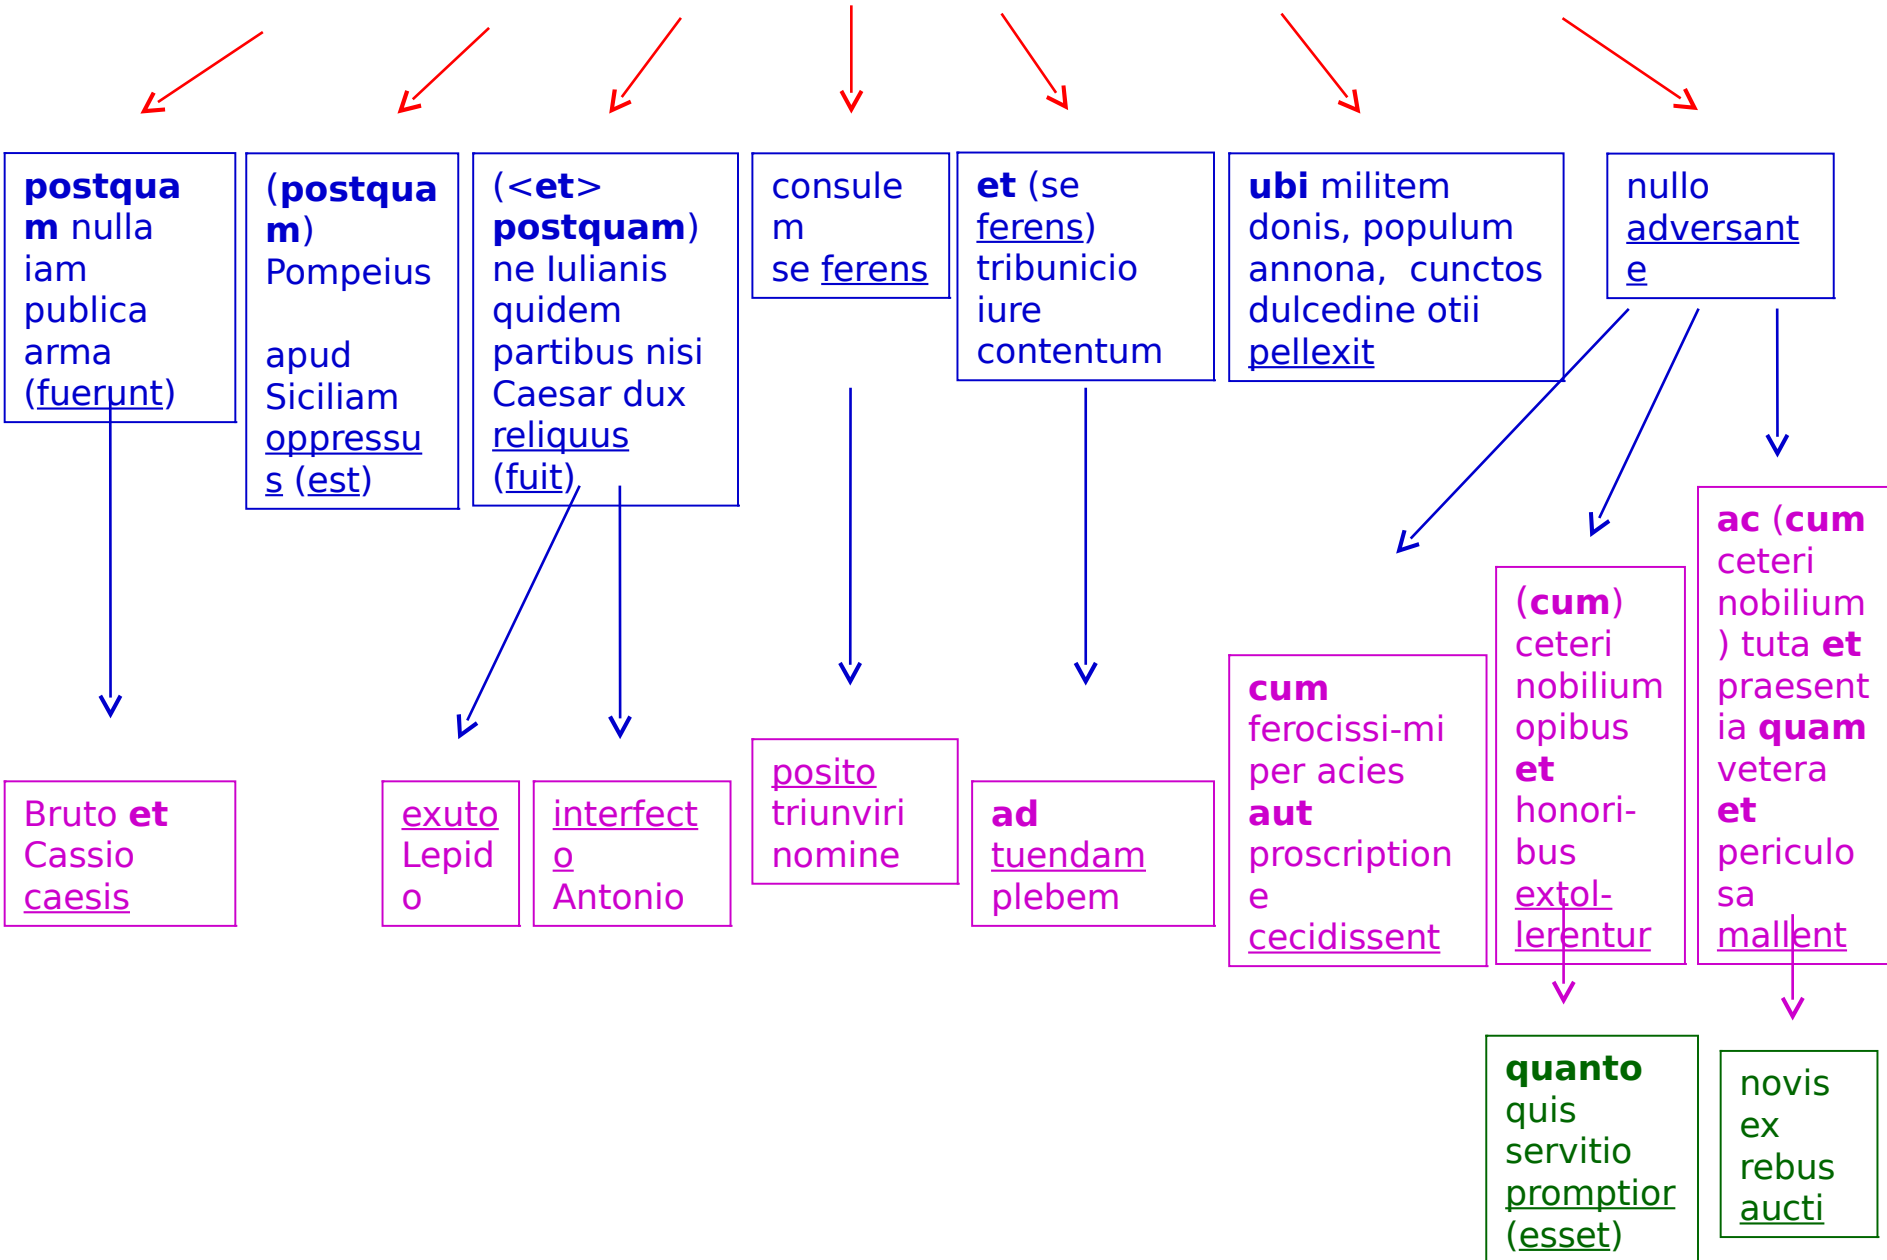 postqua
m nulla
iam
publica
arma
(fuerunt)
(postqua
m)
Pompeius
apud
Siciliam
oppressu
s (est)
(<et>
postquam)
ne Iulianis
quidem
partibus nisi
Caesar dux
reliquus
(fuit)
consule
m
se ferens
et (se
ferens)
tribunicio
iure
contentum
ubi militem
donis, populum
annona, cunctos
dulcedine otii
pellexit
nullo
adversant
e
Bruto et
Cassio
caesis
exuto
Lepid
o
interfect
o
Antonio
posito
triunviri
nomine
ad
tuendam
plebem
cum
ferocissi-mi
per acies
aut
proscription
e
cecidissent
(cum)
ceteri
nobilium
opibus
et
honori-
bus
extol-
lerentur
ac (cum
ceteri
nobilium
) tuta et
praesent
ia quam
vetera
et
periculo
sa
mallent
quanto
quis
servitio
promptior
(esset)
novis
ex
rebus
aucti